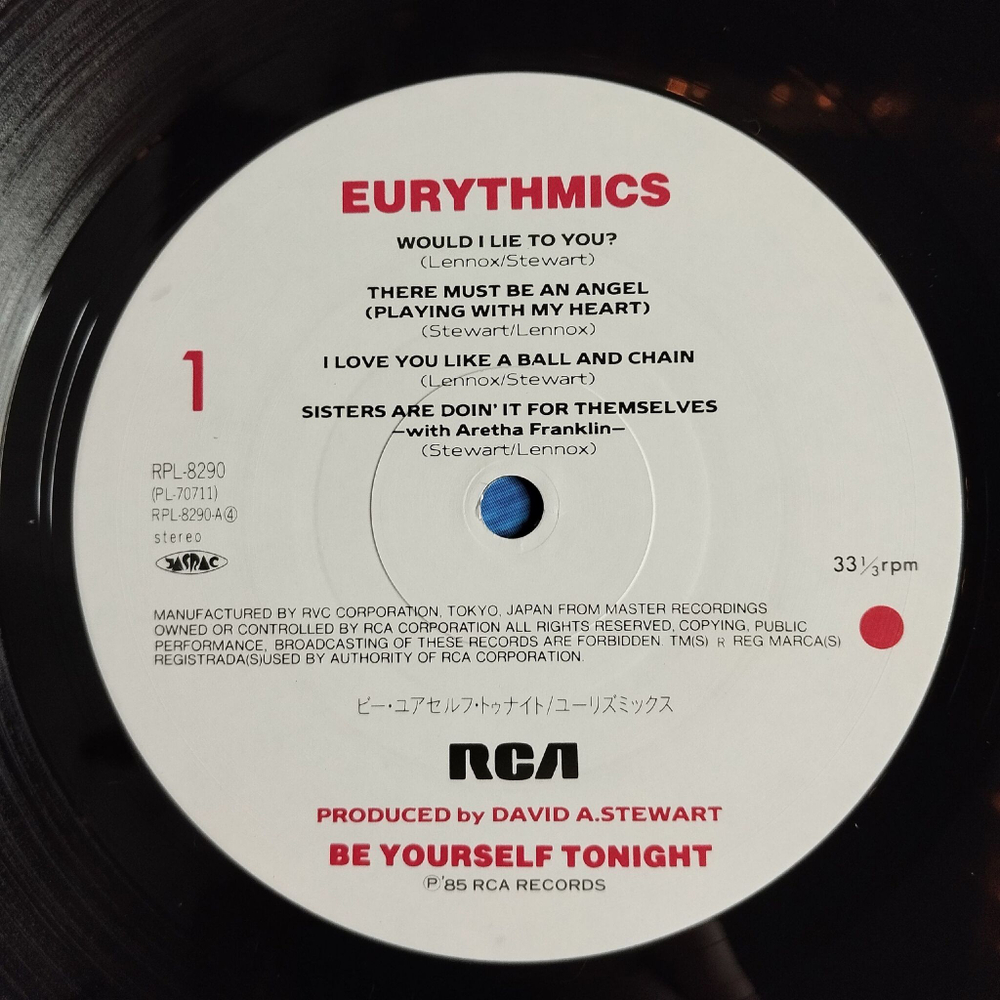 EURYTHMICS
WOULD I LIE TO YOU?
(Lennox/Stewart)
THERE MUST BE AN ANGEL
(PLAYING WITH MY HEART)
(Stewart/Lennox)
I LOVE YOU LIKE A BALL AND CHAIN
(Lennox/Stewart)
SISTERS ARE DOIN' IT FOR THEMSELVES
—with Aretha Franklin—
(Stewart/Lennox)
1
RPL-8290
(PL-70711)
RPL-8290-A④
stereo
JASRAC
33⅓rpm
MANUFACTURED BY RVC CORPORATION, TOKYO, JAPAN FROM MASTER RECORDINGS
OWNED OR CONTROLLED BY RCA CORPORATION ALL RIGHTS RESERVED, COPYING, PUBLIC
PERFORMANCE, BROADCASTING OF THESE RECORDS ARE FORBIDDEN. TM(S) R REG MARCA(S)
REGISTRADA(S)USED BY AUTHORITY OF RCA CORPORATION.
ビー・ユアセルフ・トゥナイト/ユーリズミックス
RCA
PRODUCED by DAVID A.STEWART
BE YOURSELF TONIGHT
Ⓟ'85 RCA RECORDS